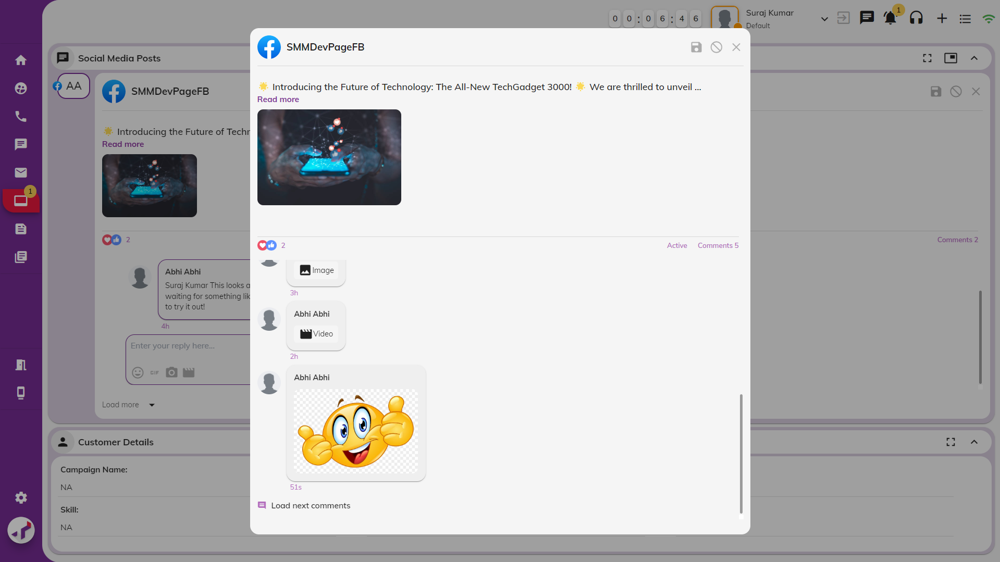 0 0 : 0 6 : 4 6
Suraj Kumar
Default
1
Social Media Posts
AA
SMMDevPageFB
Introducing the Future of Techn
Read more
2
Comments 2
Abhi Abhi
Suraj Kumar This looks a
waiting for something lik
to try it out!
4h
Enter your reply here...
GIF
Load more
1
Customer Details
Campaign Name:
NA
Skill:
NA
SMMDevPageFB
🌟 Introducing the Future of Technology: The All-New TechGadget 3000! 🌟 We are thrilled to unveil ...
Read more
2
Active
Comments 5
Image
3h
Abhi Abhi
Video
2h
Abhi Abhi
51s
Load next comments